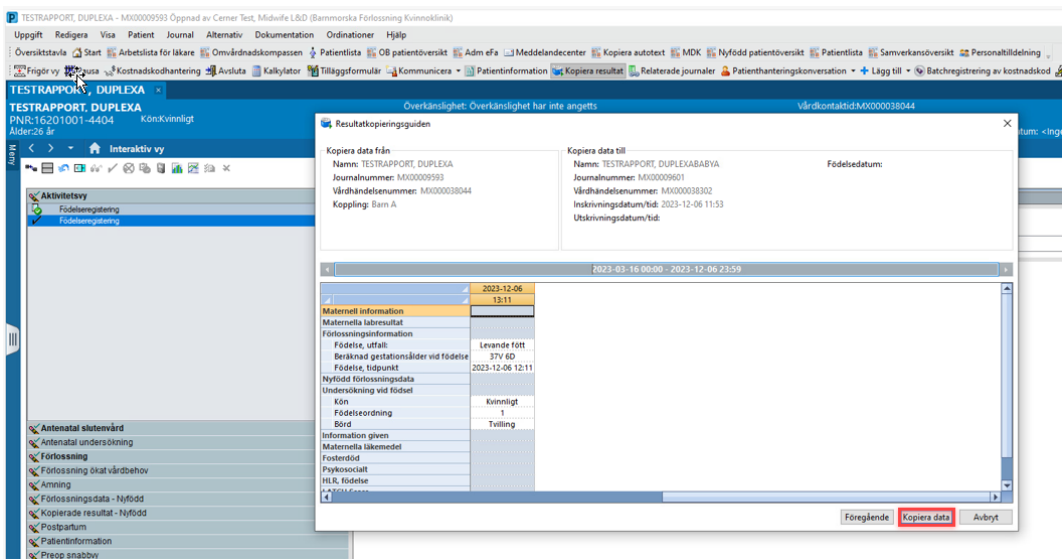 TESTRAPPORT, DUPLEXA - MX00009593 Öppnad av Cerner Test, Midwife L&D (Barnmorska Förlossning Kvinnoklinik)
Uppgift Redigera Visa Patient Journal Alternativ Dokumentation Ordinationer Hjälp
Översiktstavla Start Arbetslista för läkare Omvårdnadskompassen Patientlista OB patientöversikt Adm eFa Meddelandecenter Kopiera autotext MDK Nyfödd patientöversikt Patientlista Samverkansöversikt Personaltilldelning
Frigör vy Pausa Kostnadskodhantering Avsluta Kalkylator Tilläggsformulär Kommunicera Patientinformation Kopiera resultat Relaterade journaler Patienthanteringskonversation Lägg till Batchregistrering av kostnadskod
TESTRAPPORT, DUPLEXA
TESTRAPPORT, DUPLEXA Överkänslighet: Överkänslighet har inte angetts Vårdkontaktid:MX000038044
PNR:16201001-4404 Kön:Kvinnligt
Ålder:26 år
Meny
Interaktiv vy
Aktivitetsvy
Födelseregistering
Födelseregistering
Antenatal slutenvård
Antenatal undersökning
Förlossning
Förlossning ökat vårdbehov
Amning
Förlossningsdata - Nyfödd
Kopierade resultat - Nyfödd
Postpartum
Patientinformation
Preop snabbvy
Resultatkopieringsguiden
Kopiera data från
Namn: TESTRAPPORT, DUPLEXA
Journalnummer: MX00009593
Vårdhändelsenummer: MX000038044
Koppling: Barn A
Kopiera data till
Namn: TESTRAPPORT, DUPLEXABABYA Födelsedatum:
Journalnummer: MX00009601
Vårdhändelsenummer: MX000038302
Inskrivningsdatum/tid: 2023-12-06 11:53
Utskrivningsdatum/tid:
2023-03-16 00:00 - 2023-12-06 23:59
2023-12-06
13:11
Maternell information
Maternella labresultat
Förlossningsinformation
Födelse, utfall: Levande fött
Beräknad gestationsålder vid födelse 37V 6D
Födelse, tidpunkt 2023-12-06 12:11
Nyfödd förlossningsdata
Undersökning vid födsel
Kön Kvinnligt
Födelseordning 1
Börd Tvilling
Information given
Maternella läkemedel
Fosterdöd
Psykosocialt
HLR, födelse
Föregående Kopiera data Avbryt